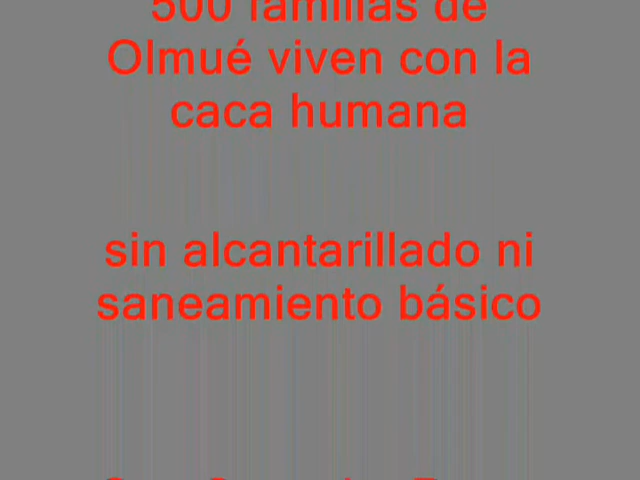 500 familias de
Olmué viven con la
caca humana
sin alcantarillado ni
saneamiento básico